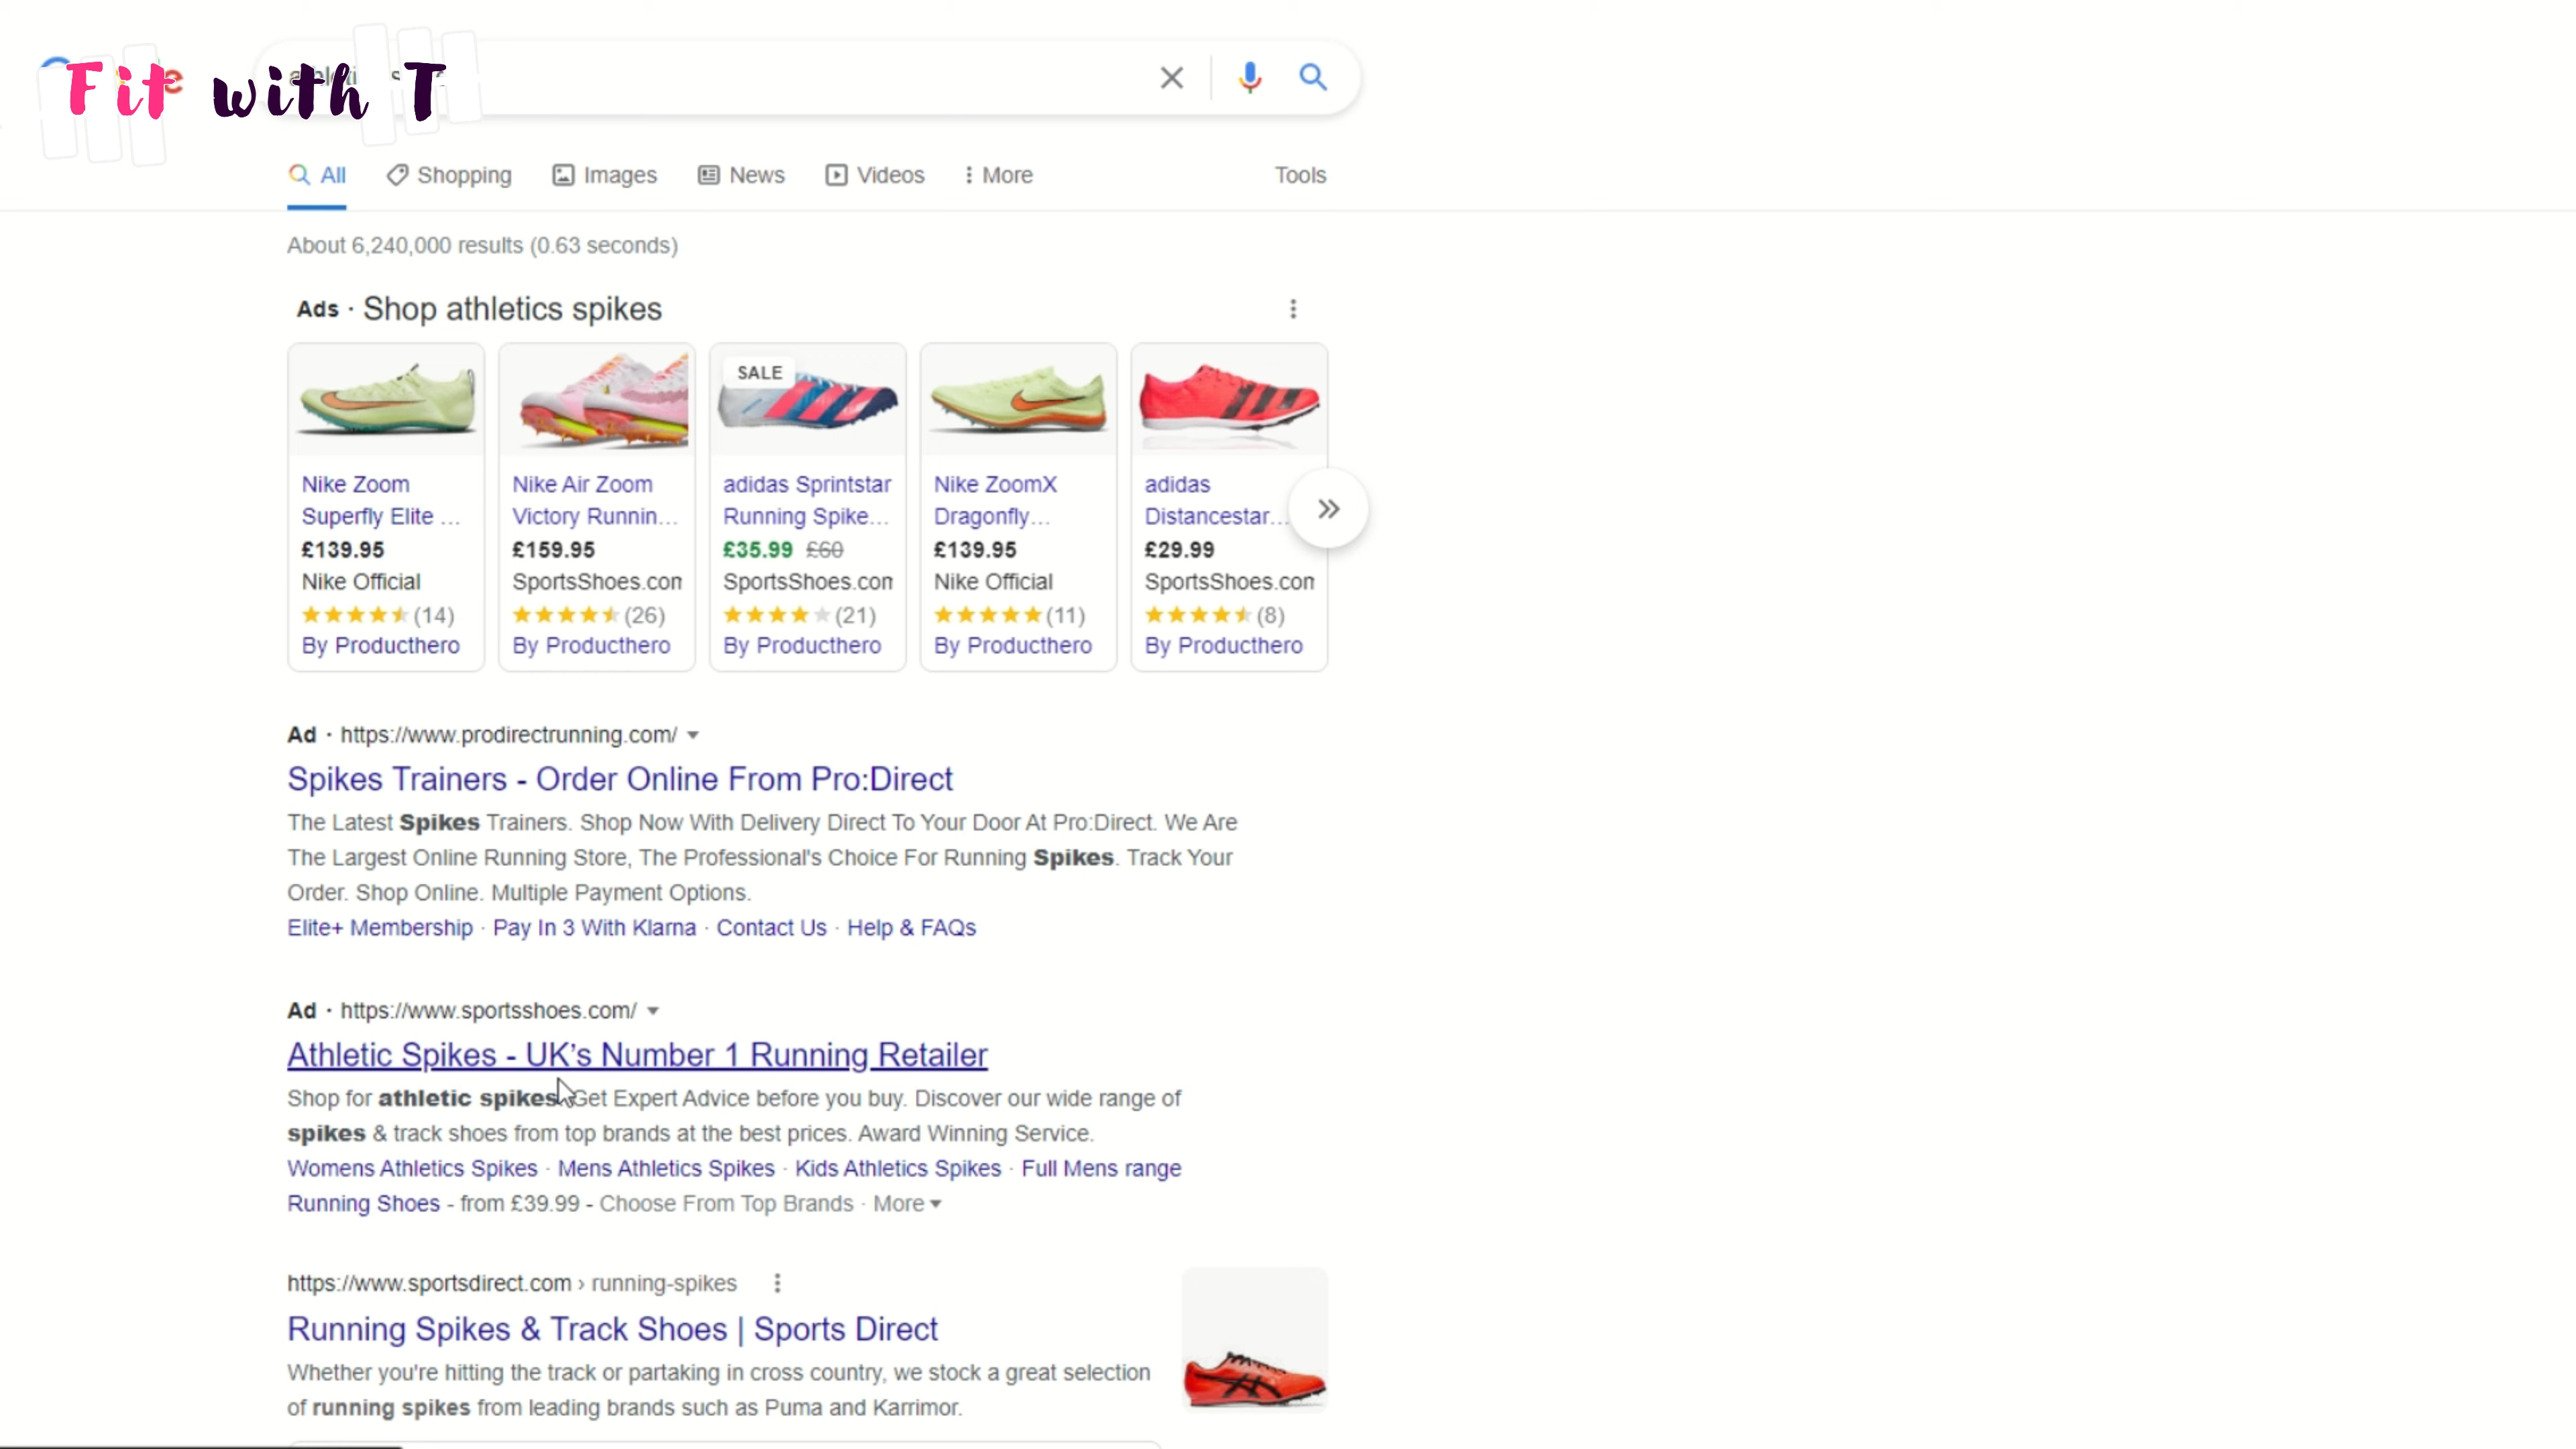 Fit with T
All Shopping Images News Videos More Tools
About 6,240,000 results (0.63 seconds)
Ads · Shop athletics spikes
SALE
Nike Zoom
Superfly Elite ...
£139.95
Nike Official
(14)
By Producthero
Nike Air Zoom
Victory Runnin...
£159.95
SportsShoes.com
(26)
By Producthero
adidas Sprintstar
Running Spike...
£35.99 £60
SportsShoes.com
(21)
By Producthero
Nike ZoomX
Dragonfly...
£139.95
Nike Official
(11)
By Producthero
adidas
Distancestar...
£29.99
SportsShoes.com
(8)
By Producthero
Ad · https://www.prodirectrunning.com/
Spikes Trainers - Order Online From Pro:Direct
The Latest Spikes Trainers. Shop Now With Delivery Direct To Your Door At Pro:Direct. We Are
The Largest Online Running Store, The Professional's Choice For Running Spikes. Track Your
Order. Shop Online. Multiple Payment Options.
Elite+ Membership · Pay In 3 With Klarna · Contact Us · Help & FAQs
Ad · https://www.sportsshoes.com/
Athletic Spikes - UK's Number 1 Running Retailer
Shop for athletic spikes. Get Expert Advice before you buy. Discover our wide range of
spikes & track shoes from top brands at the best prices. Award Winning Service.
Womens Athletics Spikes · Mens Athletics Spikes · Kids Athletics Spikes · Full Mens range
Running Shoes - from £39.99 - Choose From Top Brands · More
https://www.sportsdirect.com › running-spikes
Running Spikes & Track Shoes | Sports Direct
Whether you're hitting the track or partaking in cross country, we stock a great selection
of running spikes from leading brands such as Puma and Karrimor.